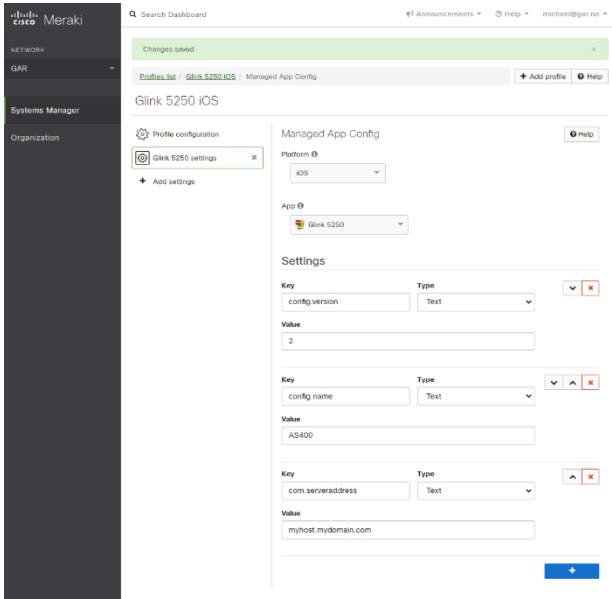 cisco Meraki
Search Dashboard
Announcements
Help
michael@gar.no
NETWORK
GAR
Systems Manager
Organization
Changes saved.
×
Profiles list / Glink 5250 iOS / Managed App Config
+ Add profile
Help
Glink 5250 iOS
Profile configuration
Glink 5250 settings
×
+ Add settings
Managed App Config
Help
Platform
iOS
App
Glink 5250
Settings
Key Type
config.version Text
Value
2
Key Type
config.name Text
Value
AS400
Key Type
com.serveraddress Text
Value
myhost.mydomain.com
+